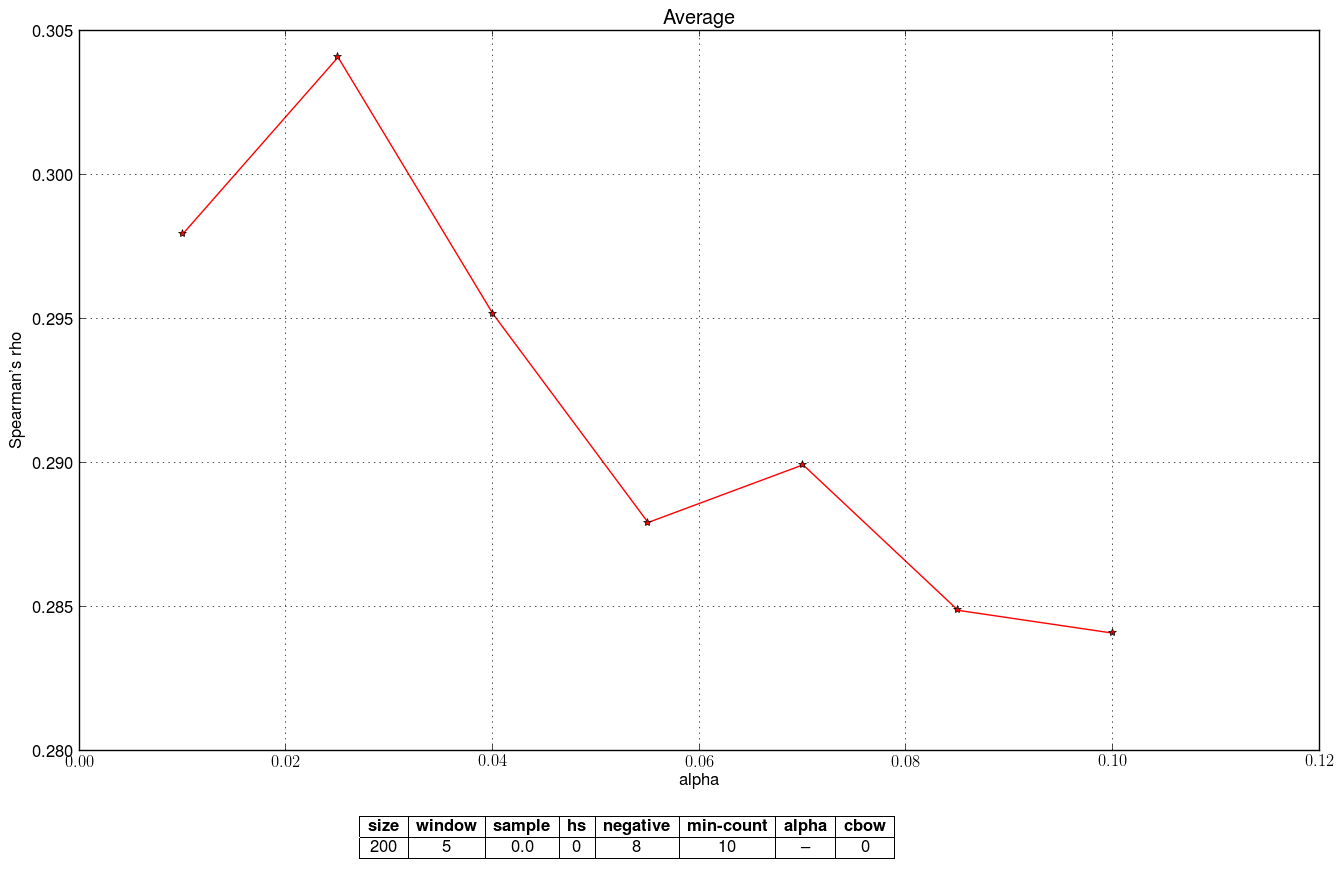 Average
0.305
0.300
0.295
0.290
0.285
0.280
Spearman's rho
0.00 0.02 0.04 0.06 0.08 0.10 0.12
alpha
size window sample hs negative min-count alpha cbow
200 5 0.0 0 8 10 – 0